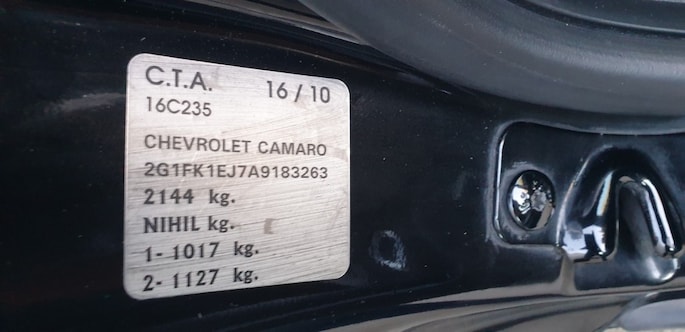 C.T.A. 16 / 10
16C235
CHEVROLET CAMARO
2G1FK1EJ7A9183263
2144 kg.
NIHIL kg.
1- 1017 kg.
2- 1127 kg.